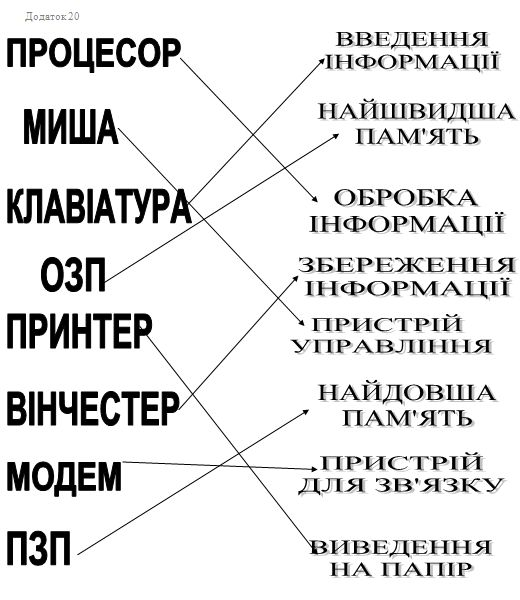 Додаток 20
ПРОЦЕСОР
МИША
КЛАВІАТУРА
ОЗП
ПРИНТЕР
ВІНЧЕСТЕР
МОДЕМ
ПЗП
ВВЕДЕННЯ
ІНФОРМАЦІЇ
НАЙШВИДША
ПАМ'ЯТЬ
ОБРОБКА
ІНФОРМАЦІЇ
ЗБЕРЕЖЕННЯ
ІНФОРМАЦІЇ
ПРИСТРІЙ
УПРАВЛІННЯ
НАЙДОВША
ПАМ'ЯТЬ
ПРИСТРІЙ
ДЛЯ ЗВ'ЯЗКУ
ВИВЕДЕННЯ
НА ПАПІР